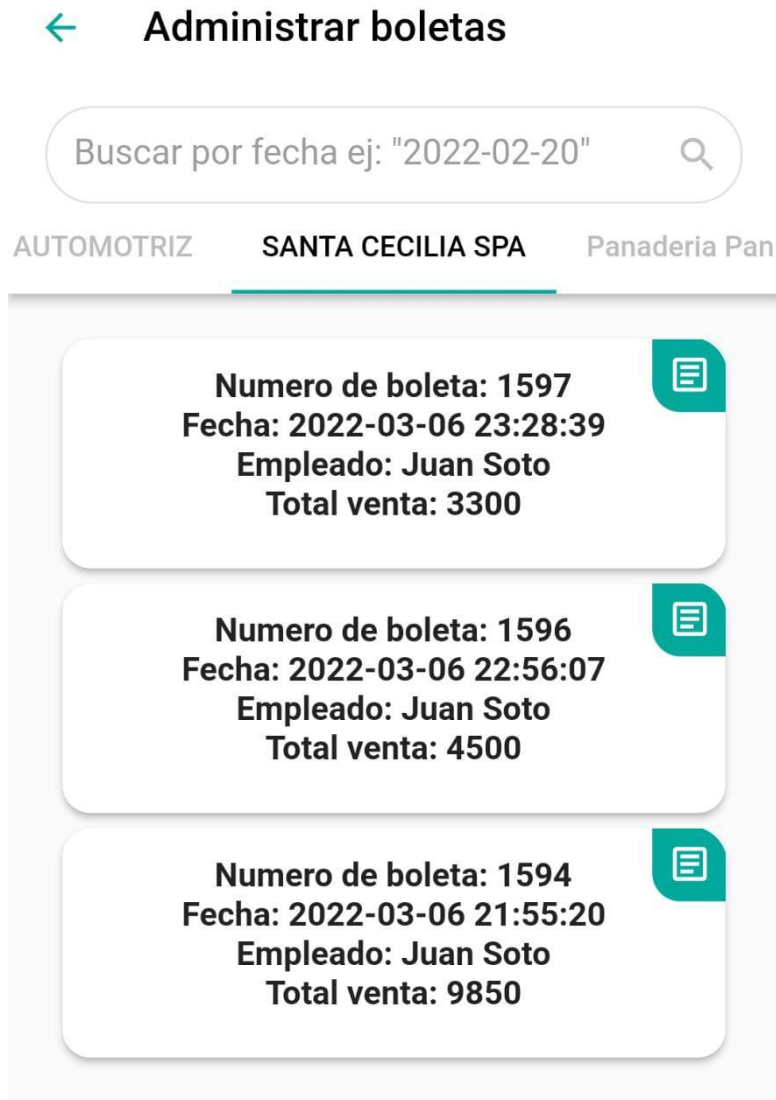 Administrar boletas
Buscar por fecha ej: "2022-02-20"
AUTOMOTRIZ SANTA CECILIA SPA Panaderia Pan
Numero de boleta: 1597
Fecha: 2022-03-06 23:28:39
Empleado: Juan Soto
Total venta: 3300
Numero de boleta: 1596
Fecha: 2022-03-06 22:56:07
Empleado: Juan Soto
Total venta: 4500
Numero de boleta: 1594
Fecha: 2022-03-06 21:55:20
Empleado: Juan Soto
Total venta: 9850